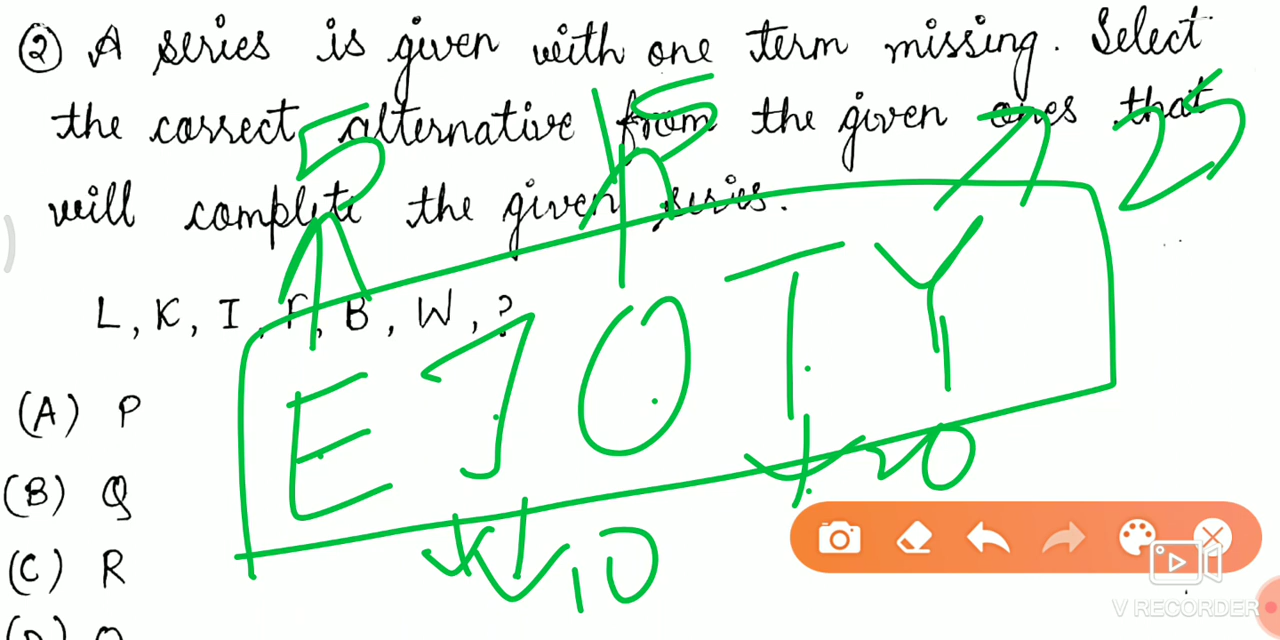 ② A series is given with one term missing. Select
the correct alternative from the given ones that
will complete the given series.
5 15 25
L, K, I, F, B, W, ?
E J O T Y
(A) P
(B) Q
20
(C) R
10
V RECORDER